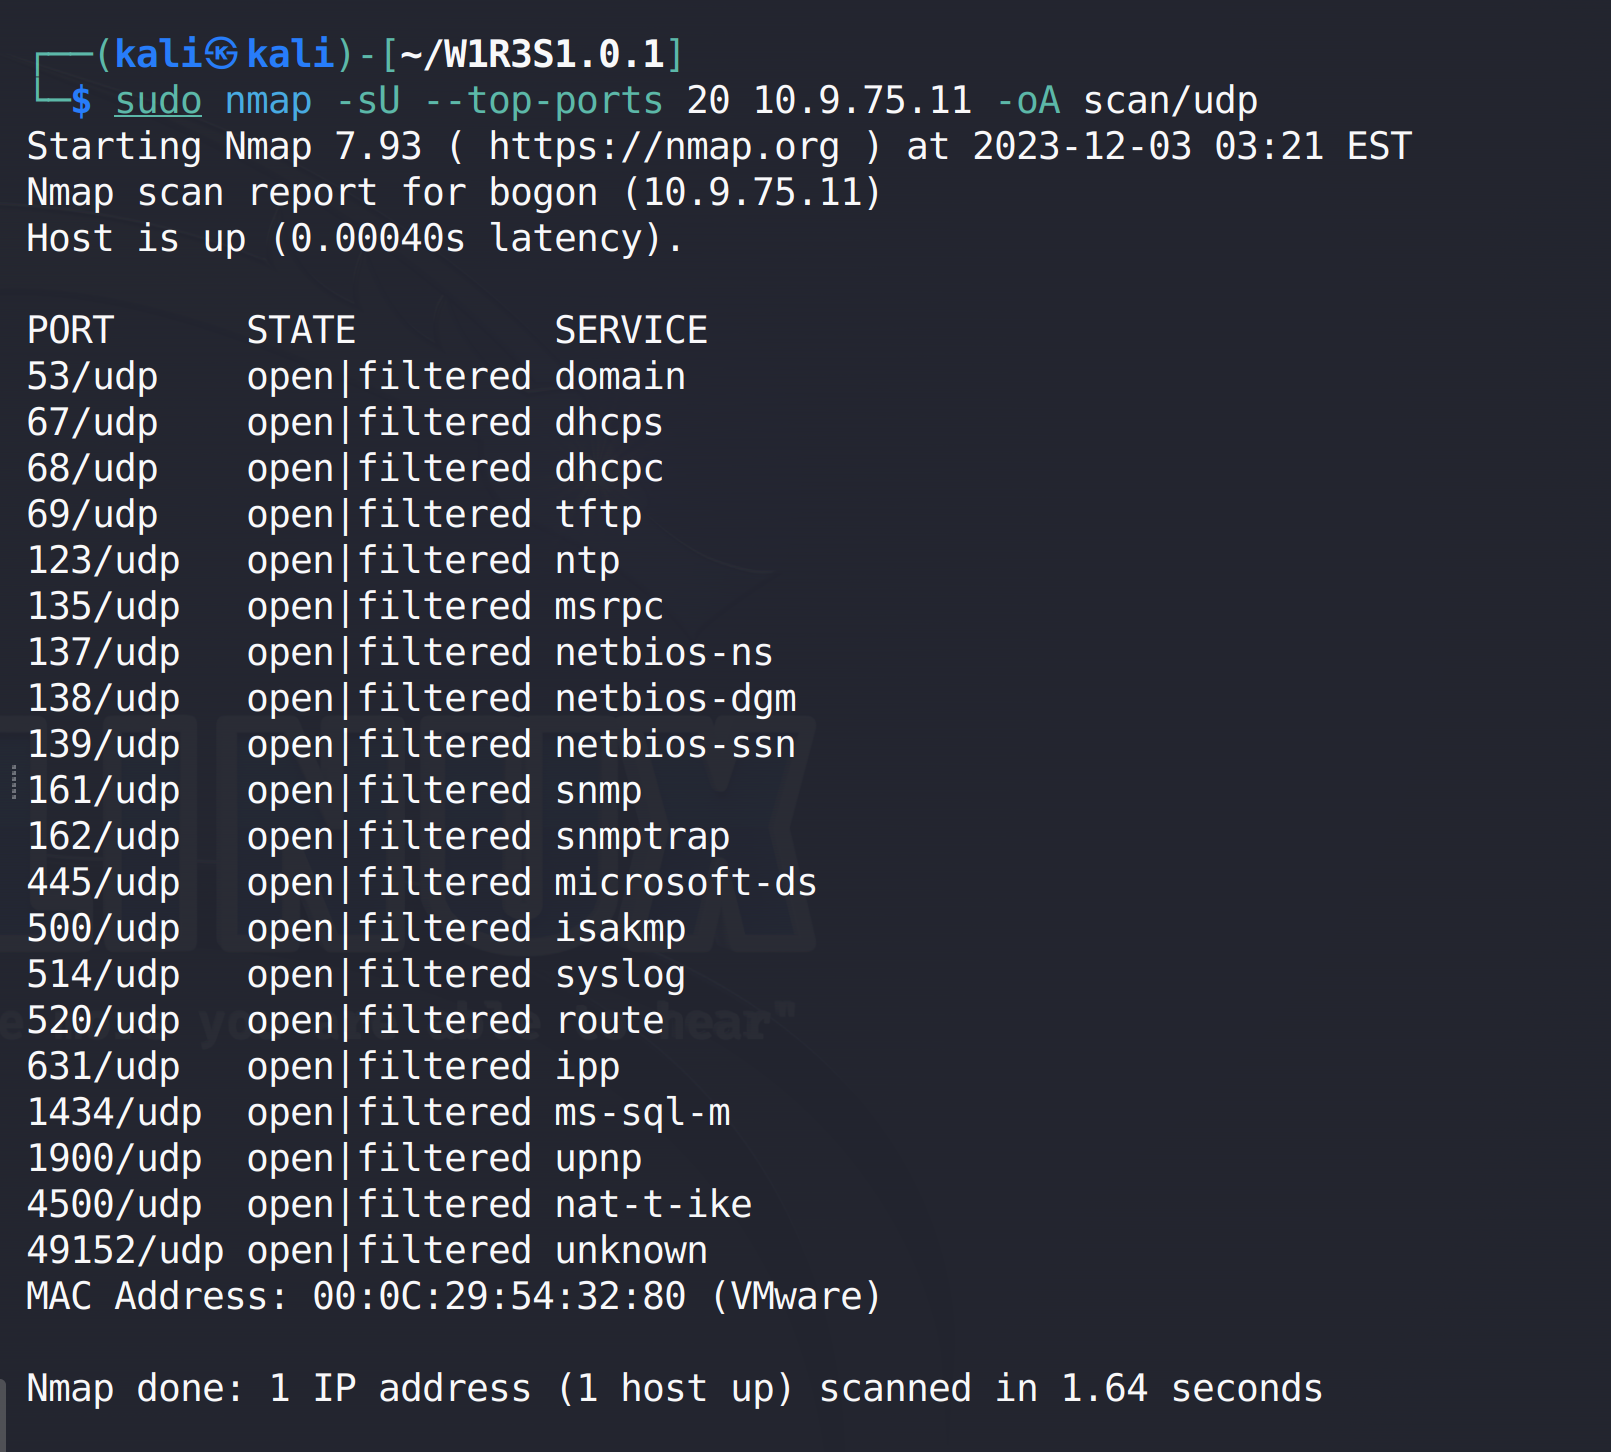 (kali㉿kali)-[~/W1R3S1.0.1]
$ sudo nmap -sU --top-ports 20 10.9.75.11 -oA scan/udp
Starting Nmap 7.93 ( https://nmap.org ) at 2023-12-03 03:21 EST
Nmap scan report for bogon (10.9.75.11)
Host is up (0.00040s latency).
PORT      STATE         SERVICE
53/udp    open|filtered domain
67/udp    open|filtered dhcps
68/udp    open|filtered dhcpc
69/udp    open|filtered tftp
123/udp   open|filtered ntp
135/udp   open|filtered msrpc
137/udp   open|filtered netbios-ns
138/udp   open|filtered netbios-dgm
139/udp   open|filtered netbios-ssn
161/udp   open|filtered snmp
162/udp   open|filtered snmptrap
445/udp   open|filtered microsoft-ds
500/udp   open|filtered isakmp
514/udp   open|filtered syslog
520/udp   open|filtered route
631/udp   open|filtered ipp
1434/udp  open|filtered ms-sql-m
1900/udp  open|filtered upnp
4500/udp  open|filtered nat-t-ike
49152/udp open|filtered unknown
MAC Address: 00:0C:29:54:32:80 (VMware)
Nmap done: 1 IP address (1 host up) scanned in 1.64 seconds